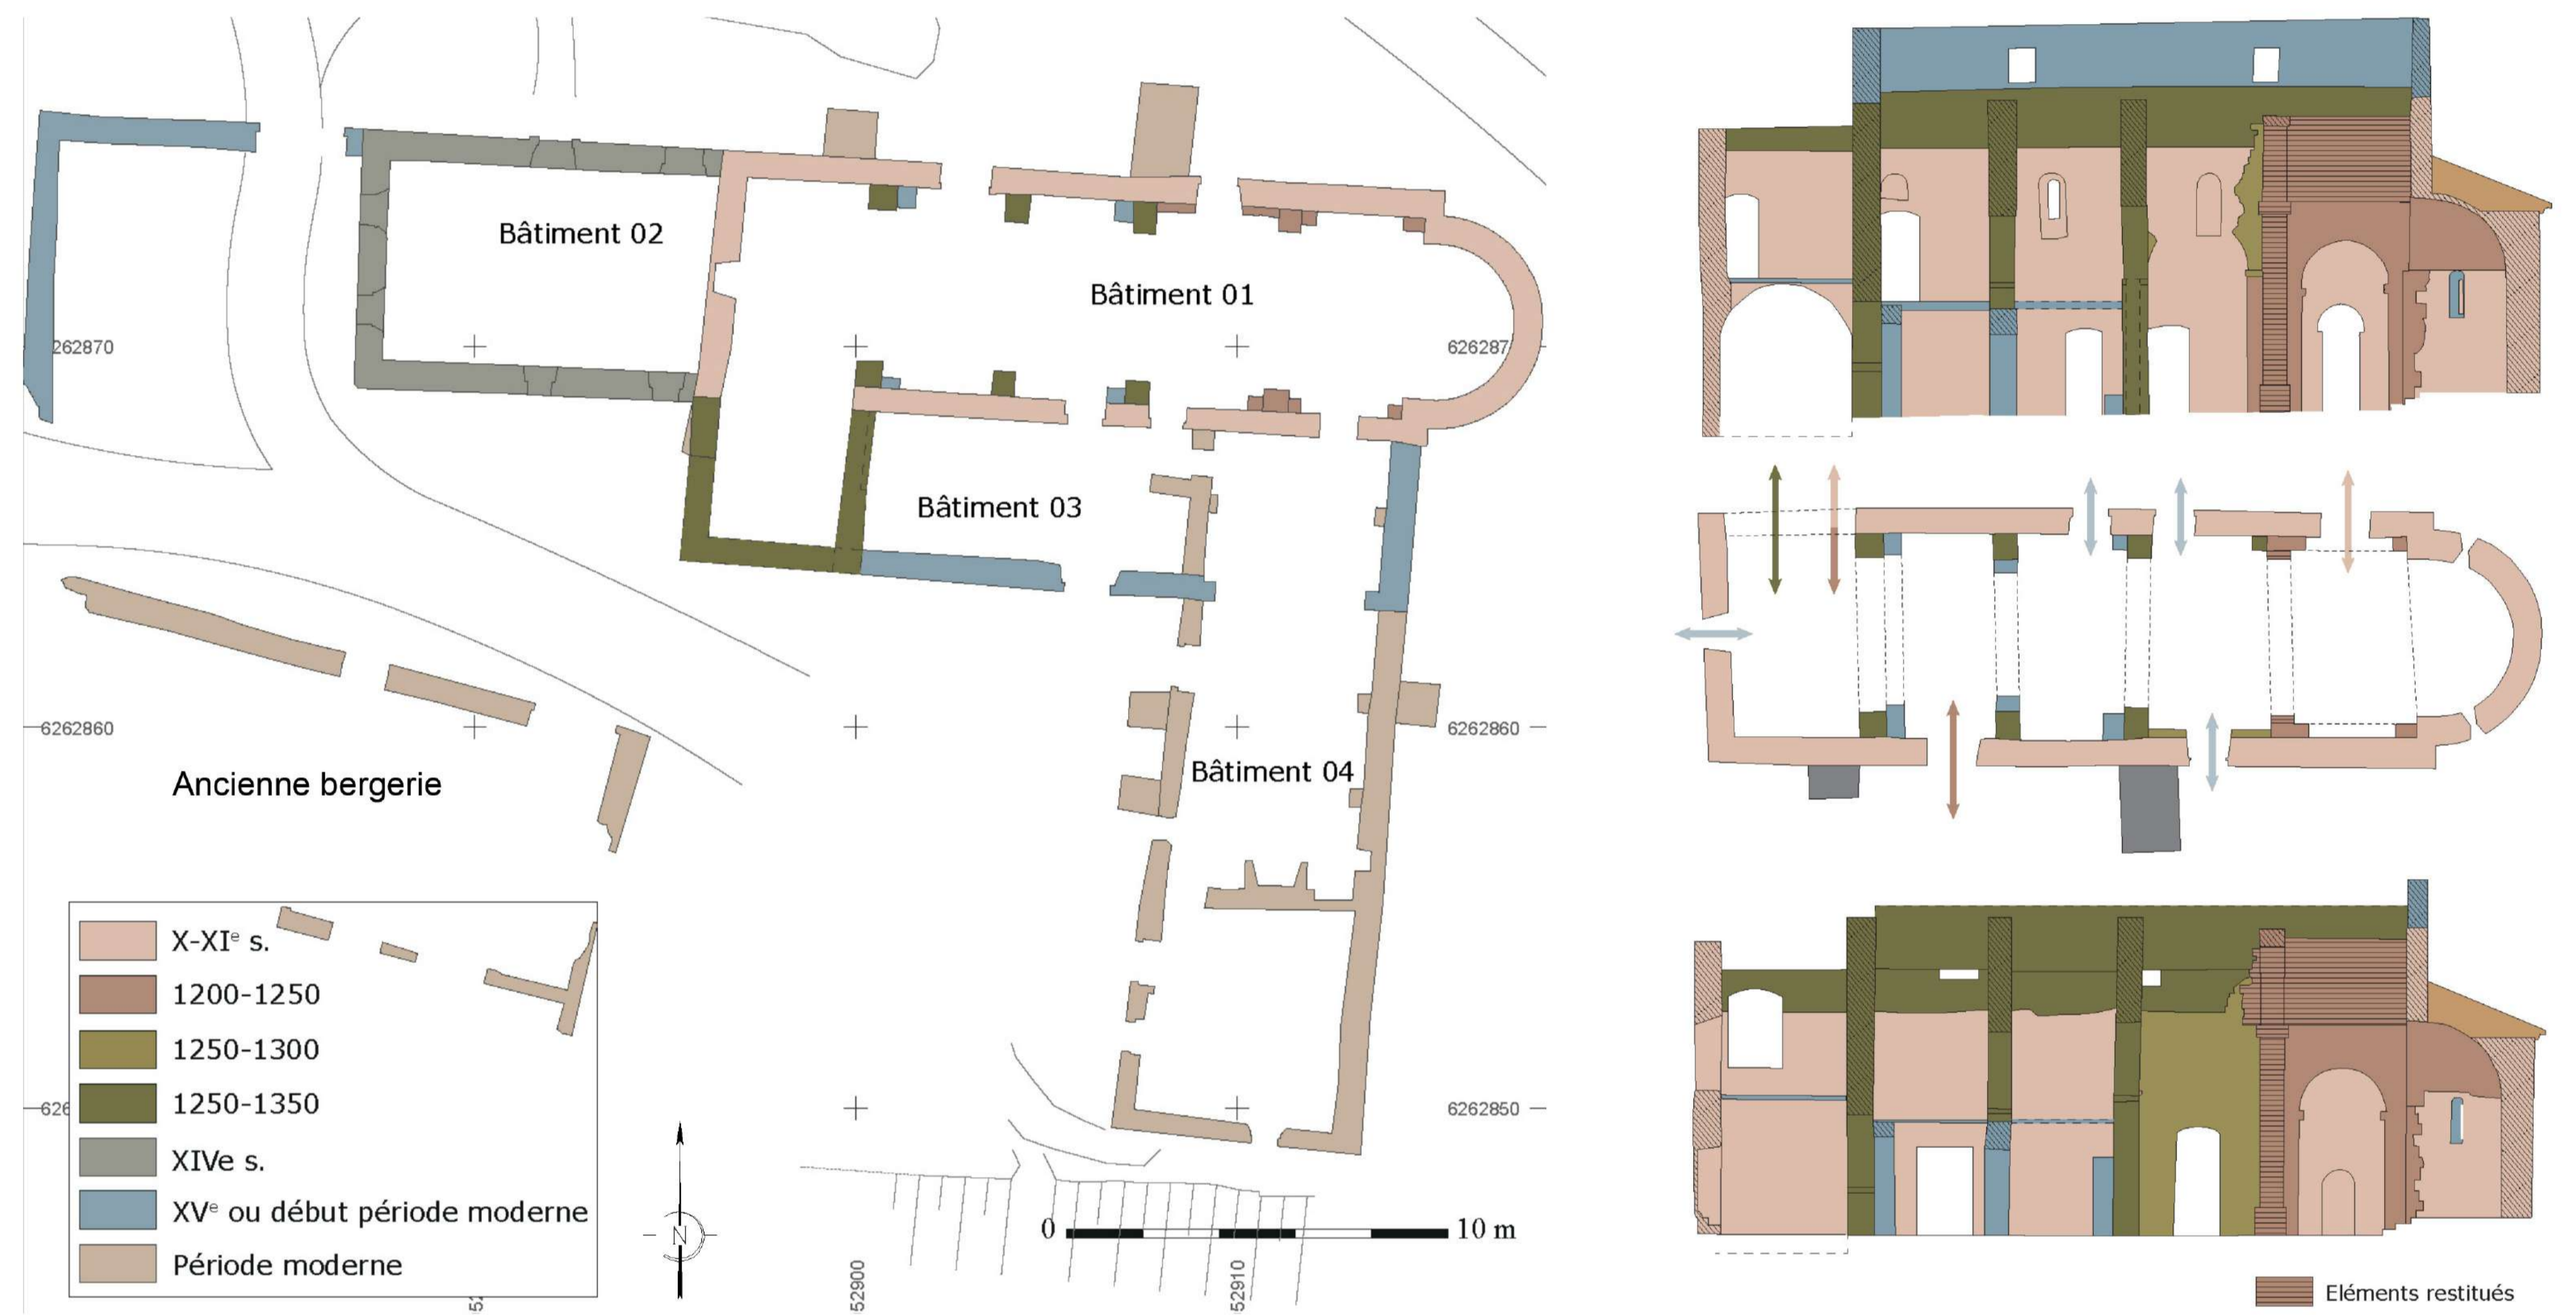 Bâtiment 02
Bâtiment 01
262870
626287
Bâtiment 03
6262860
6262860
Bâtiment 04
Ancienne bergerie
626
6262850
X-XIᵉ s.
1200-1250
1250-1300
1250-1350
XIVe s.
XVᵉ ou début période moderne
Période moderne
N
0
10 m
52900
52910
Eléments restitués